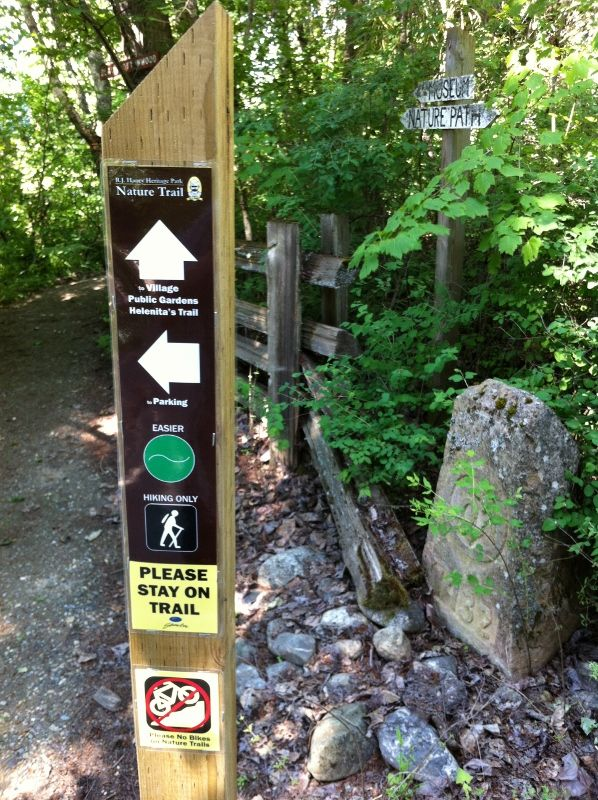 R.J. Haney Heritage Park
Nature Trail
to Village
Public Gardens
Helenita's Trail
to Parking
EASIER
HIKING ONLY
PLEASE
STAY ON
TRAIL
Please No Bikes
on Nature Trails
MUSEUM
NATURE PATH